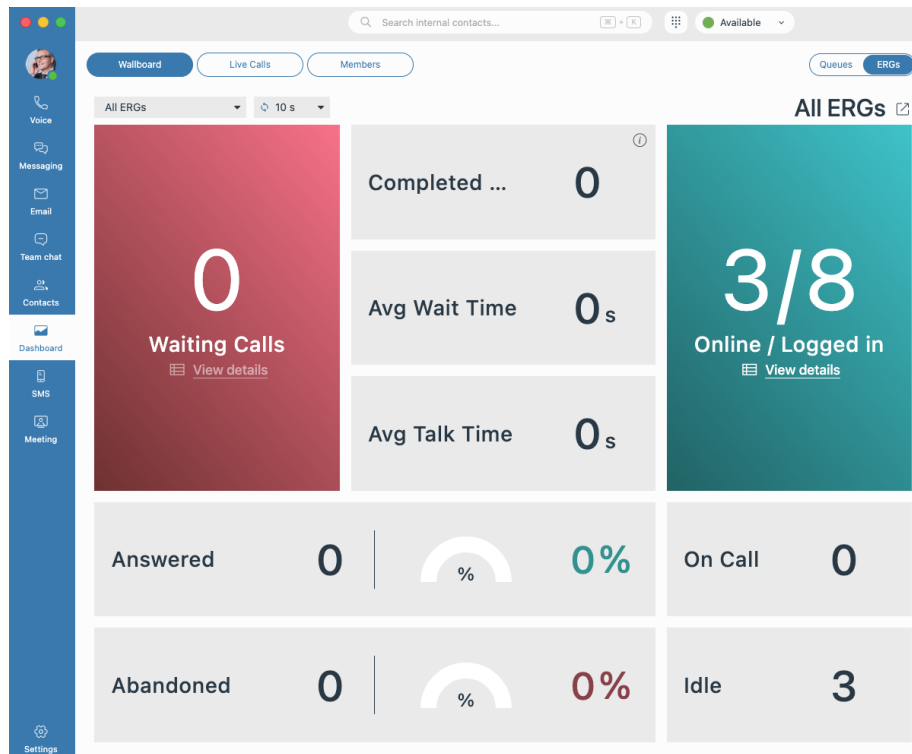 Search internal contacts...
⌘ + K
Available
Voice
Messaging
Email
Team chat
Contacts
Dashboard
SMS
Meeting
Settings
Wallboard
Live Calls
Members
Queues
ERGs
All ERGs
10 s
All ERGs
0
Waiting Calls
View details
Completed ...
0
Avg Wait Time
0 s
Avg Talk Time
0 s
3/8
Online / Logged in
View details
Answered
0
%
0%
On Call
0
Abandoned
0
%
0%
Idle
3